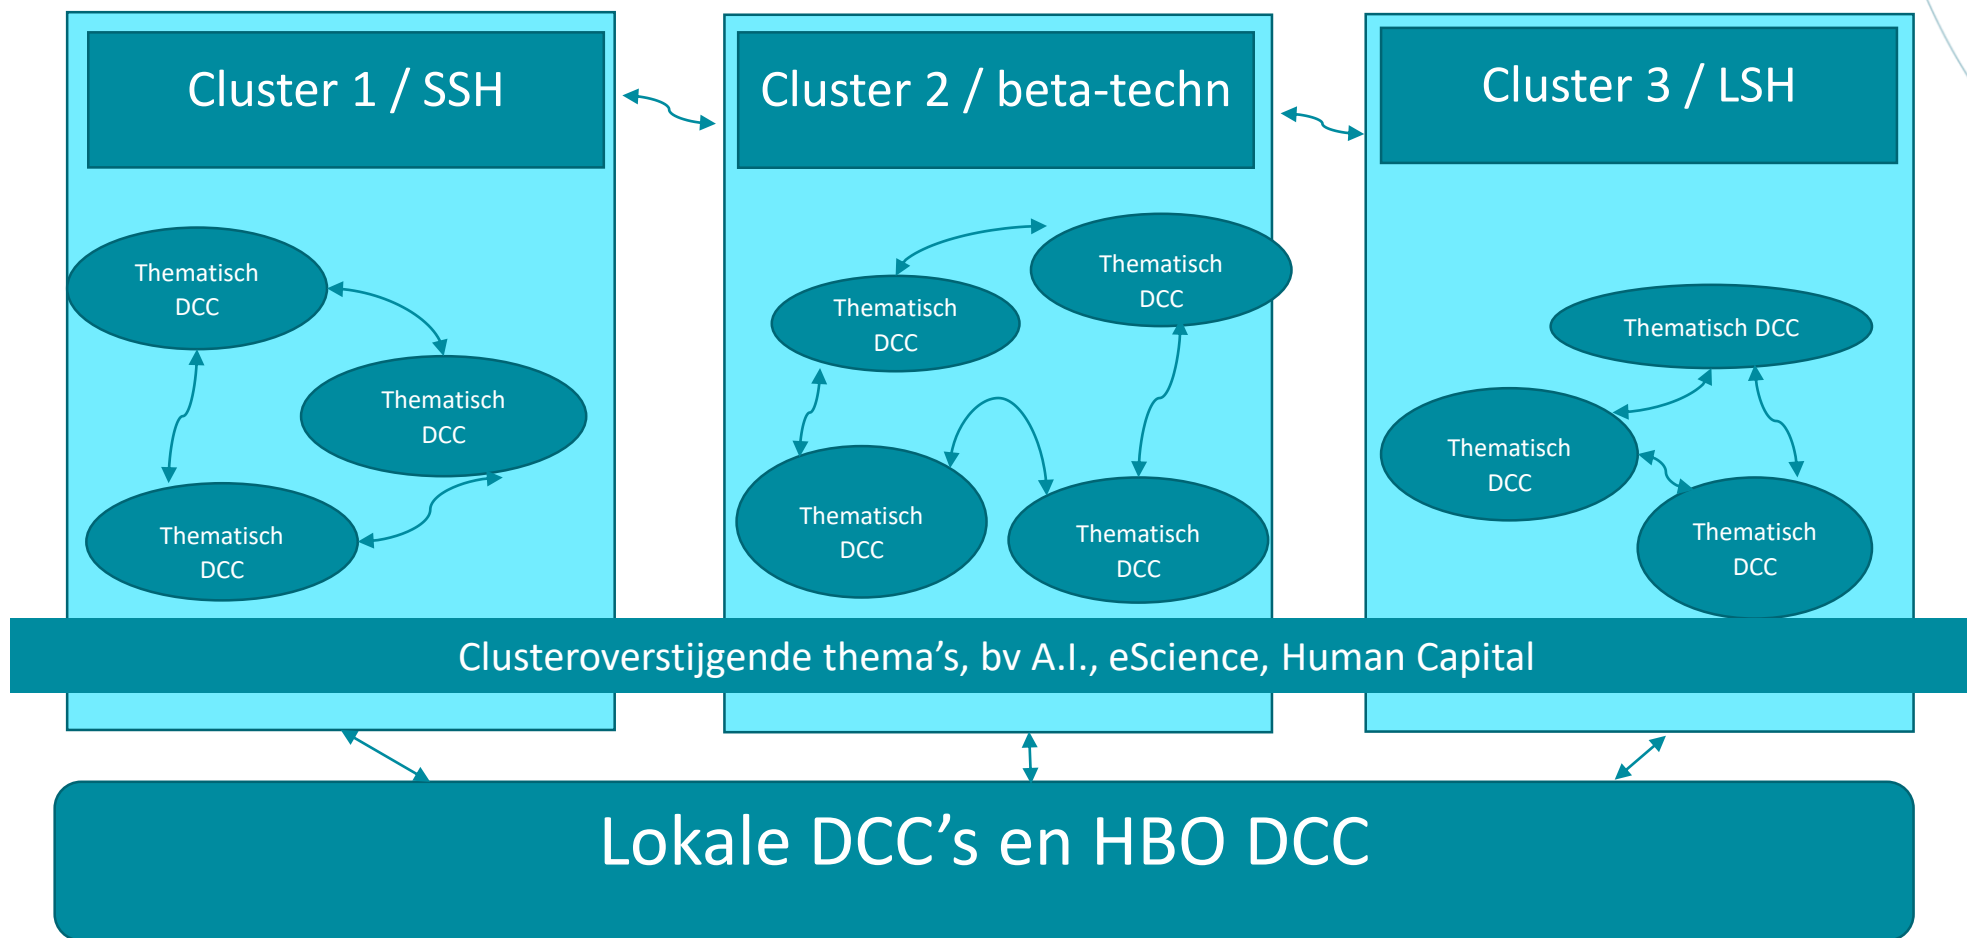 Cluster 1 / SSH
Cluster 2 / beta-techn
Cluster 3 / LSH
Thematisch
DCC
Thematisch
DCC
Thematisch
DCC
Thematisch
DCC
Thematisch
DCC
Thematisch
DCC
Thematisch
DCC
Thematisch DCC
Thematisch
DCC
Thematisch
DCC
Clusteroverstijgende thema’s, bv A.I., eScience, Human Capital
Lokale DCC’s en HBO DCC